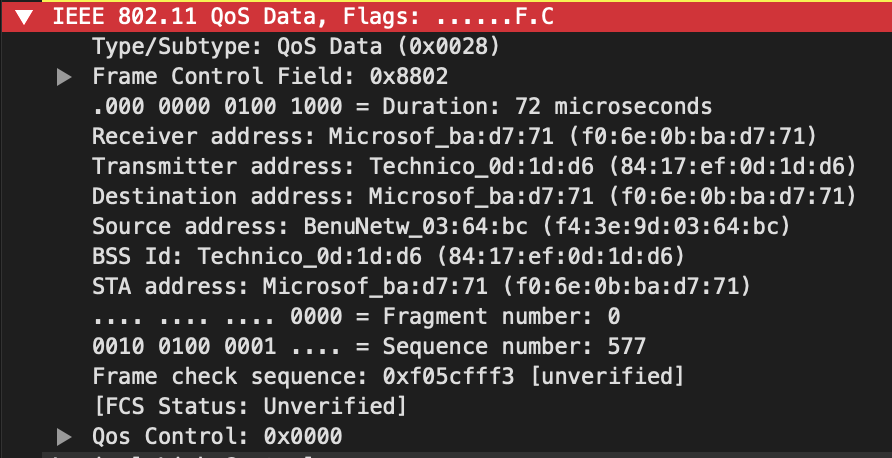 IEEE 802.11 QoS Data, Flags: ......F.C
Type/Subtype: QoS Data (0x0028)
Frame Control Field: 0x8802
.000 0000 0100 1000 = Duration: 72 microseconds
Receiver address: Microsof_ba:d7:71 (f0:6e:0b:ba:d7:71)
Transmitter address: Technico_0d:1d:d6 (84:17:ef:0d:1d:d6)
Destination address: Microsof_ba:d7:71 (f0:6e:0b:ba:d7:71)
Source address: BenuNetw_03:64:bc (f4:3e:9d:03:64:bc)
BSS Id: Technico_0d:1d:d6 (84:17:ef:0d:1d:d6)
STA address: Microsof_ba:d7:71 (f0:6e:0b:ba:d7:71)
.... .... .... 0000 = Fragment number: 0
0010 0100 0001 .... = Sequence number: 577
Frame check sequence: 0xf05cfff3 [unverified]
[FCS Status: Unverified]
Qos Control: 0x0000